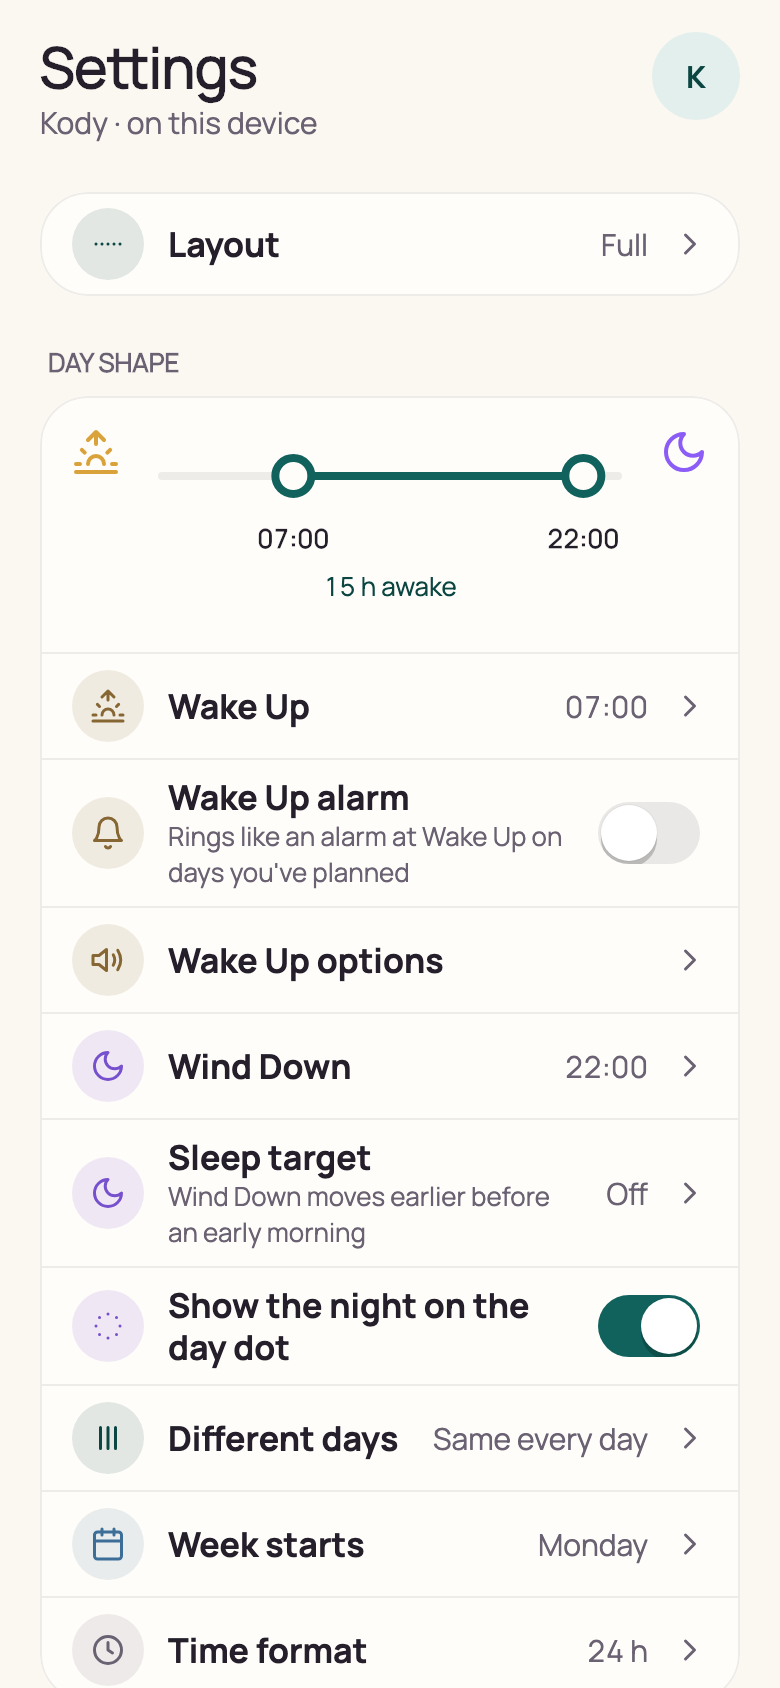 Settings
Kody · on this device
K
Layout
Full
DAY SHAPE
07:00
22:00
15 h awake
Wake Up
07:00
Wake Up alarm
Rings like an alarm at Wake Up on
days you've planned
Wake Up options
Wind Down
22:00
Sleep target
Wind Down moves earlier before
an early morning
Off
Show the night on the
day dot
Different days
Same every day
Week starts
Monday
Time format
24 h